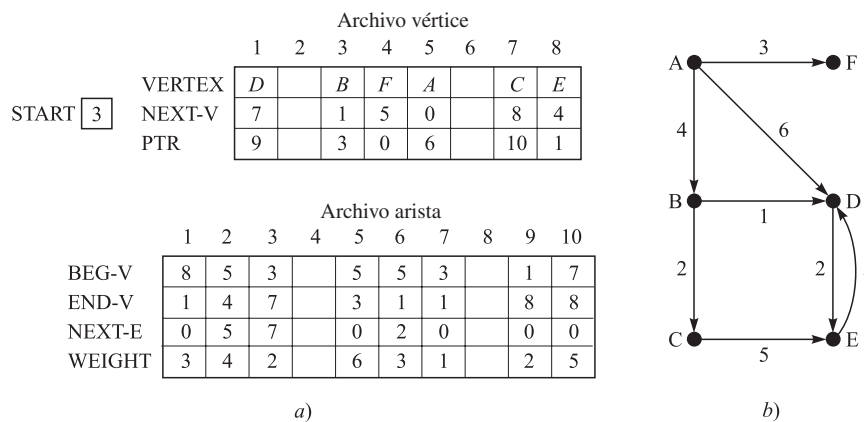 Archivo vértice
1 2 3 4 5 6 7 8
VERTEX D B F A C E
START 3 NEXT-V 7 1 5 0 8 4
PTR 9 3 0 6 10 1
Archivo arista
1 2 3 4 5 6 7 8 9 10
BEG-V 8 5 3 5 5 3 1 7
END-V 1 4 7 3 1 1 8 8
NEXT-E 0 5 7 0 2 0 0 0
WEIGHT 3 4 2 6 3 1 2 5
a)
A 3 F
4 6
B 1 D
2 2
C 5 E
b)